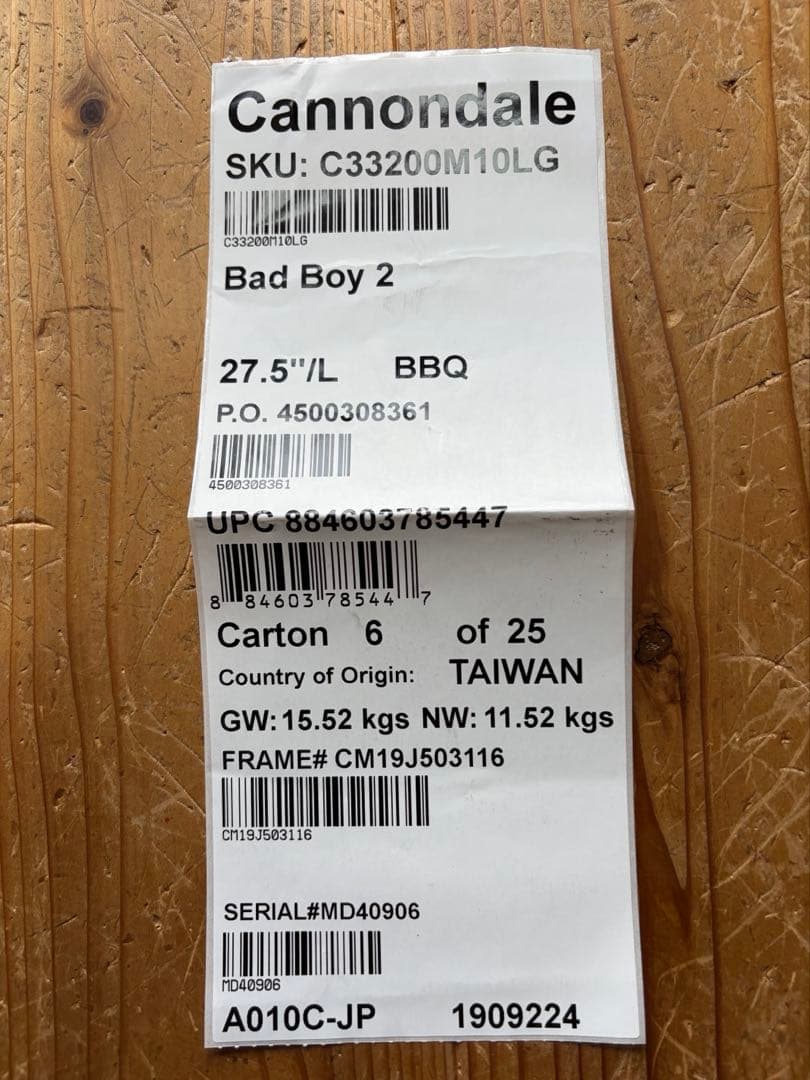 Cannondale
SKU: C33200M10LG
C33200M10LG
Bad Boy 2
27.5"/L BBQ
P.O. 4500308361
4500308361
UPC 884603785447
8 84603 78544 7
Carton 6 of 25
Country of Origin: TAIWAN
GW: 15.52 kgs NW: 11.52 kgs
FRAME# CM19J503116
CM19J503116
SERIAL#MD40906
MD40906
A010C-JP 1909224